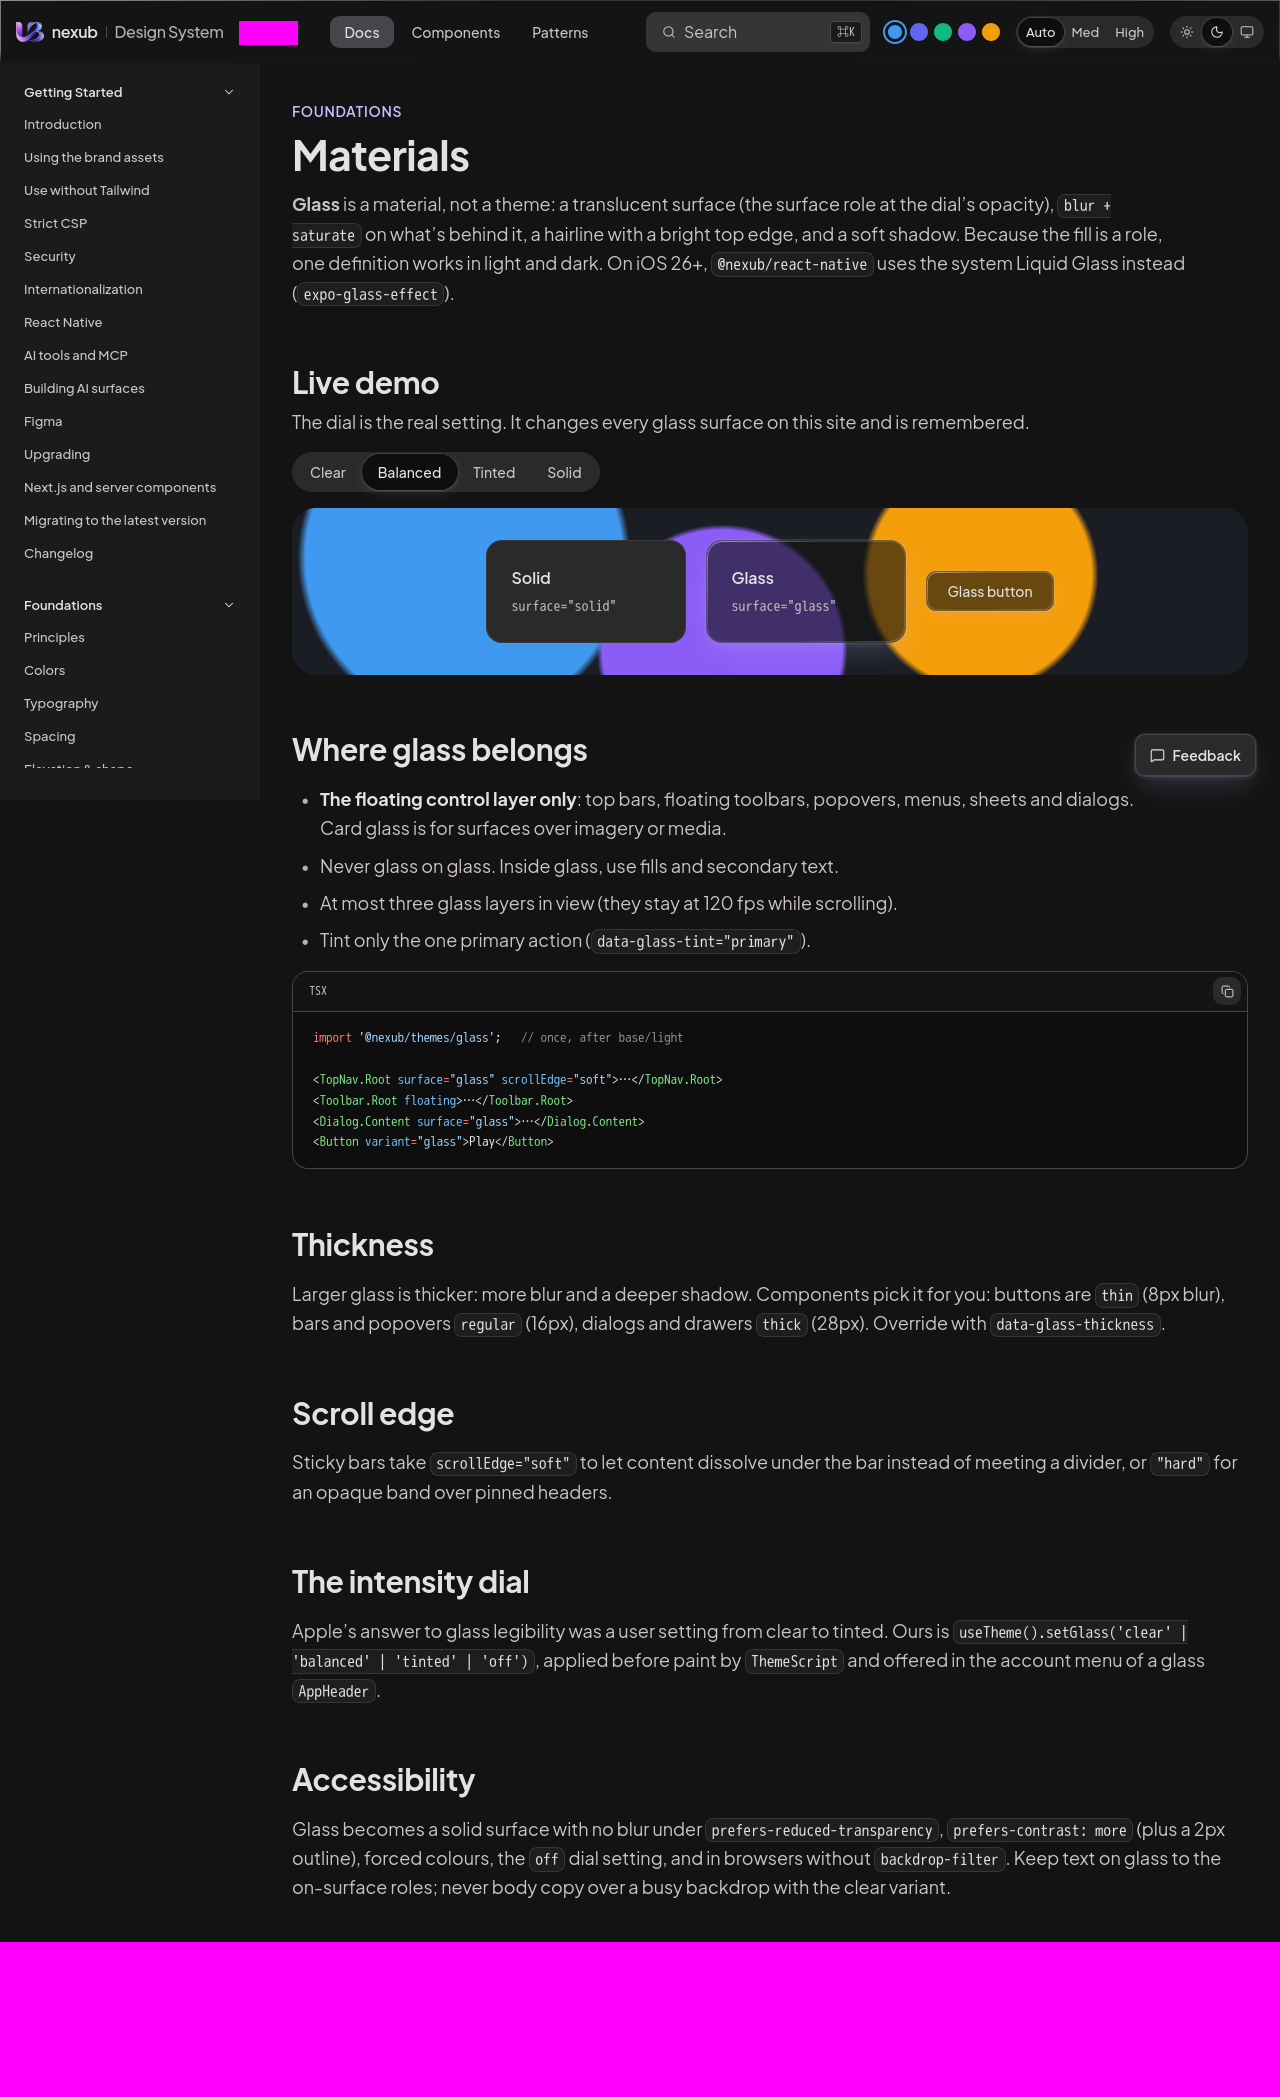 nexub | Design System
Docs
Components
Patterns
Search
⌘K
Auto
Med
High
Getting Started
Introduction
Using the brand assets
Use without Tailwind
Strict CSP
Security
Internationalization
React Native
AI tools and MCP
Building AI surfaces
Figma
Upgrading
Next.js and server components
Migrating to the latest version
Changelog
Foundations
Principles
Colors
Typography
Spacing
Elevation & shape
FOUNDATIONS
Materials
Glass is a material, not a theme: a translucent surface (the surface role at the dial’s opacity), blur +
saturate on what’s behind it, a hairline with a bright top edge, and a soft shadow. Because the fill is a role,
one definition works in light and dark. On iOS 26+, @nexub/react-native uses the system Liquid Glass instead
(expo-glass-effect).
Live demo
The dial is the real setting. It changes every glass surface on this site and is remembered.
Clear
Balanced
Tinted
Solid
Solid
surface="solid"
Glass
surface="glass"
Glass button
Where glass belongs
Feedback
• The floating control layer only: top bars, floating toolbars, popovers, menus, sheets and dialogs.
Card glass is for surfaces over imagery or media.
• Never glass on glass. Inside glass, use fills and secondary text.
• At most three glass layers in view (they stay at 120 fps while scrolling).
• Tint only the one primary action (data-glass-tint="primary").
TSX
import '@nexub/themes/glass';   // once, after base/light
<TopNav.Root surface="glass" scrollEdge="soft">…</TopNav.Root>
<Toolbar.Root floating>…</Toolbar.Root>
<Dialog.Content surface="glass">…</Dialog.Content>
<Button variant="glass">Play</Button>
Thickness
Larger glass is thicker: more blur and a deeper shadow. Components pick it for you: buttons are thin (8px blur),
bars and popovers regular (16px), dialogs and drawers thick (28px). Override with data-glass-thickness.
Scroll edge
Sticky bars take scrollEdge="soft" to let content dissolve under the bar instead of meeting a divider, or "hard" for
an opaque band over pinned headers.
The intensity dial
Apple’s answer to glass legibility was a user setting from clear to tinted. Ours is useTheme().setGlass('clear' |
'balanced' | 'tinted' | 'off'), applied before paint by ThemeScript and offered in the account menu of a glass
AppHeader.
Accessibility
Glass becomes a solid surface with no blur under prefers-reduced-transparency, prefers-contrast: more (plus a 2px
outline), forced colours, the off dial setting, and in browsers without backdrop-filter. Keep text on glass to the
on-surface roles; never body copy over a busy backdrop with the clear variant.